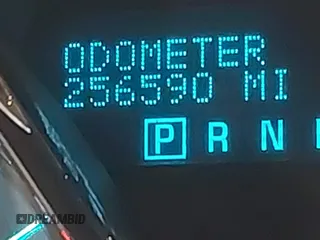 ODOMETER
256590 MI
P R N
DREAMBID